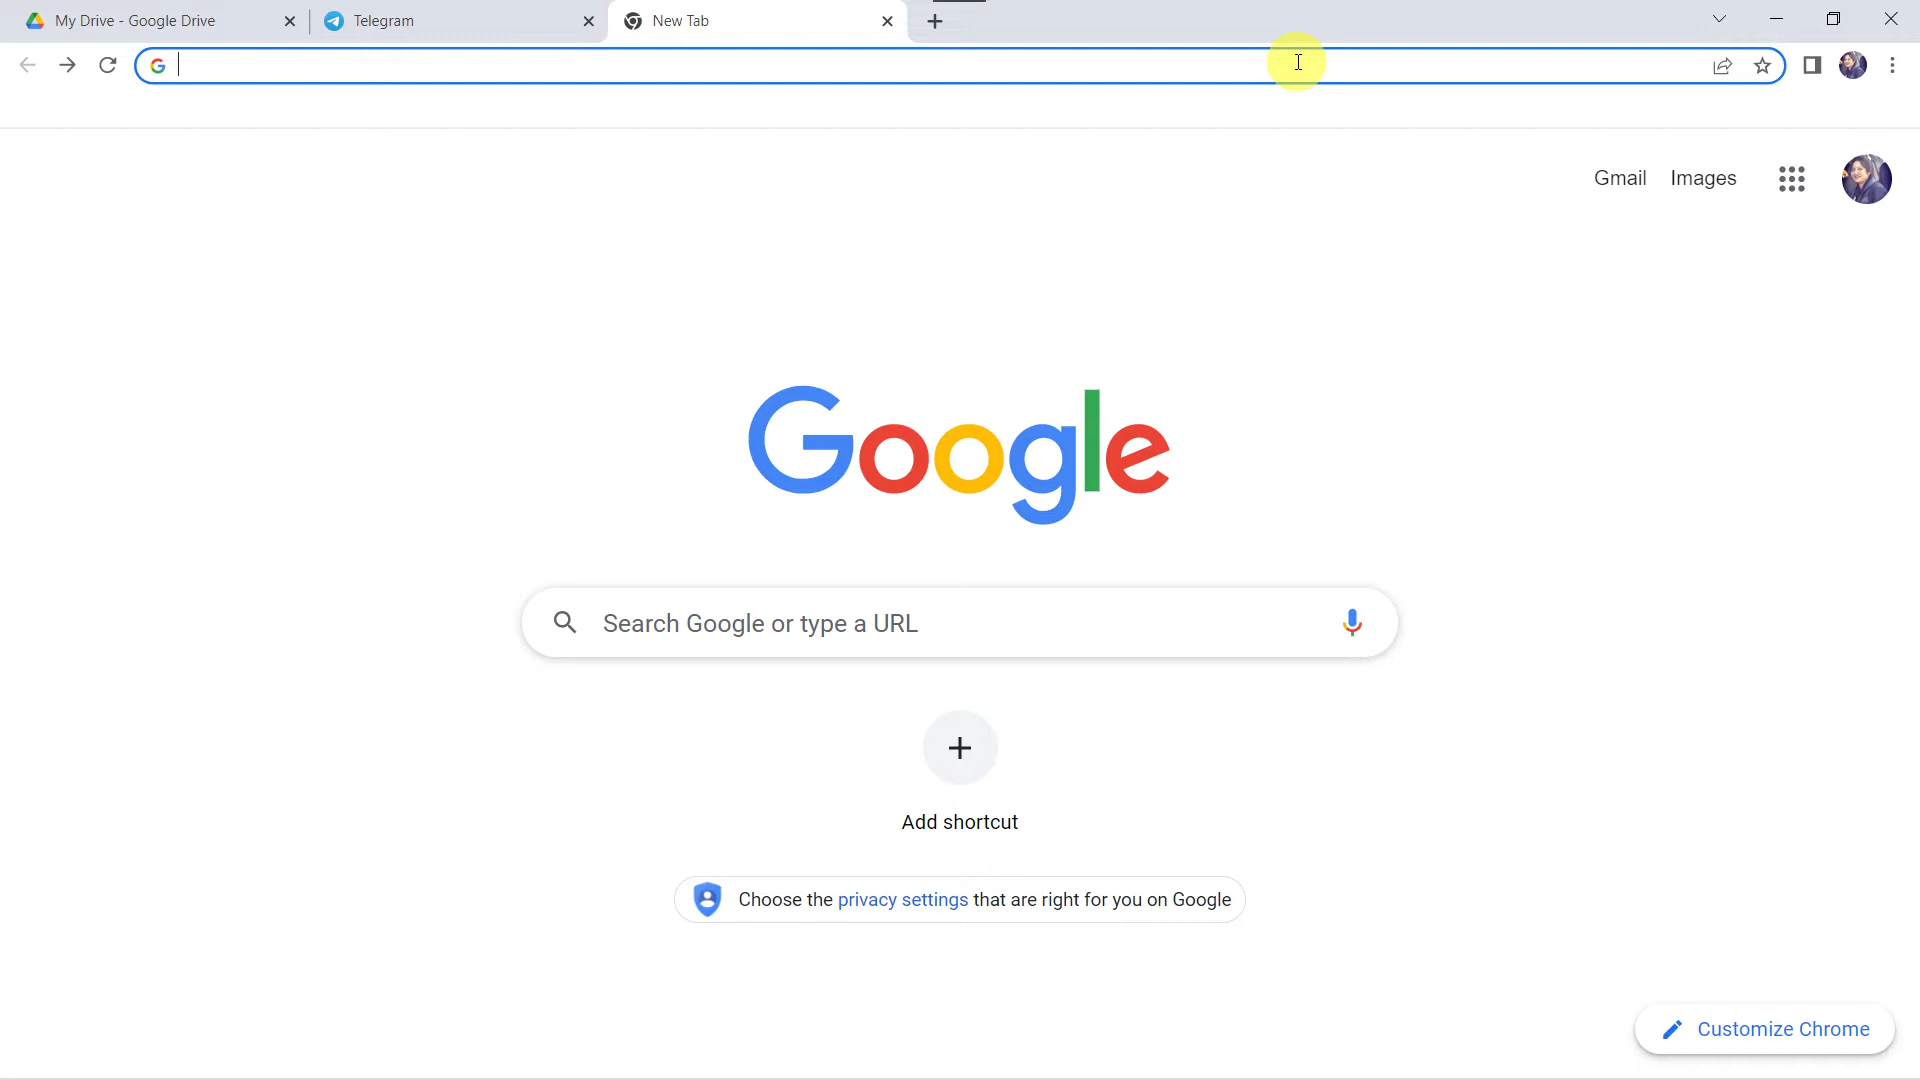 My Drive - Google Drive
Telegram
New Tab
Gmail Images
Google
Search Google or type a URL
Add shortcut
Choose the privacy settings that are right for you on Google
Customize Chrome